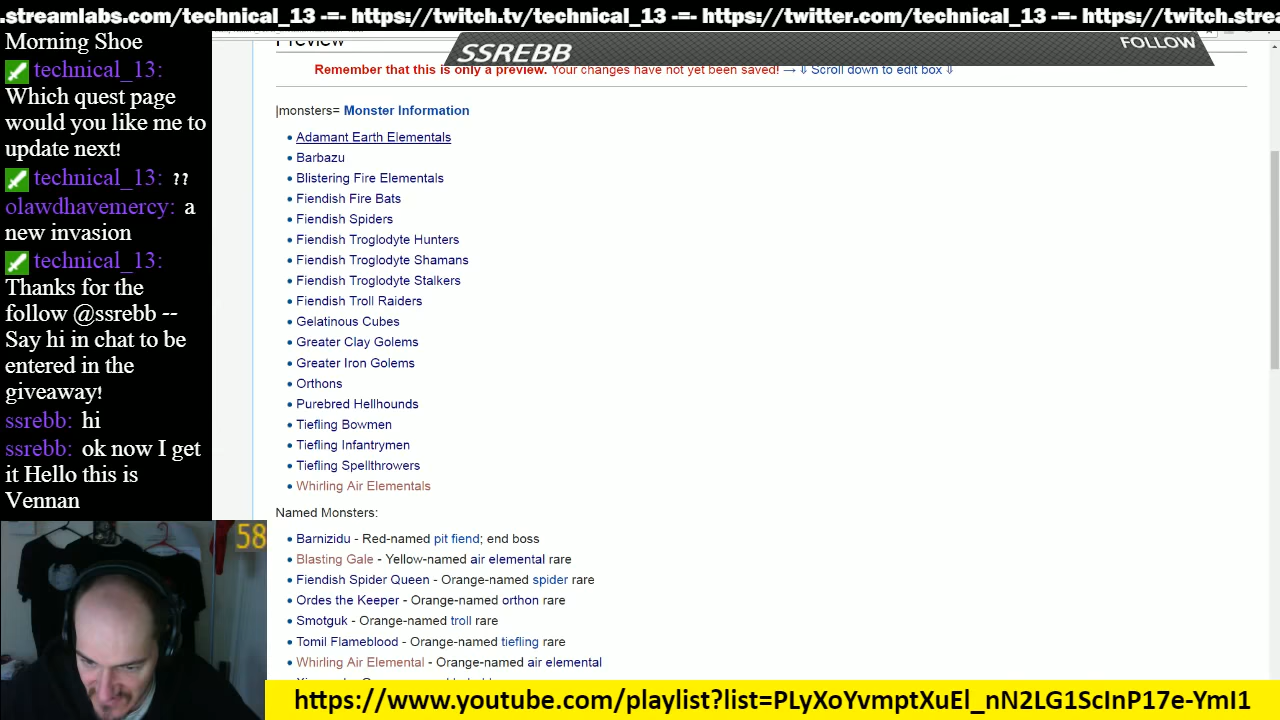 .streamlabs.com/technical_13 -=- https://twitch.tv/technical_13 -=- https://twitter.com/technical_13 -=- https://twitch.stre
Morning Shoe
technical_13:
Which quest page
would you like me to
update next!
technical_13: ??
olawdhavemercy: a
new invasion
technical_13:
Thanks for the
follow @ssrebb --
Say hi in chat to be
entered in the
giveaway!
ssrebb: hi
ssrebb: ok now I get
it Hello this is
Vennan
58
Preview
SSREBB
FOLLOW
Remember that this is only a preview. Your changes have not yet been saved! → ⇩ Scroll down to edit box ⇩
|monsters= Monster Information
• Adamant Earth Elementals
• Barbazu
• Blistering Fire Elementals
• Fiendish Fire Bats
• Fiendish Spiders
• Fiendish Troglodyte Hunters
• Fiendish Troglodyte Shamans
• Fiendish Troglodyte Stalkers
• Fiendish Troll Raiders
• Gelatinous Cubes
• Greater Clay Golems
• Greater Iron Golems
• Orthons
• Purebred Hellhounds
• Tiefling Bowmen
• Tiefling Infantrymen
• Tiefling Spellthrowers
• Whirling Air Elementals
Named Monsters:
• Barnizidu - Red-named pit fiend; end boss
• Blasting Gale - Yellow-named air elemental rare
• Fiendish Spider Queen - Orange-named spider rare
• Ordes the Keeper - Orange-named orthon rare
• Smotguk - Orange-named troll rare
• Tomil Flameblood - Orange-named tiefling rare
• Whirling Air Elemental - Orange-named air elemental
https://www.youtube.com/playlist?list=PLyXoYvmptXuEl_nN2LG1ScInP17e-YmI1